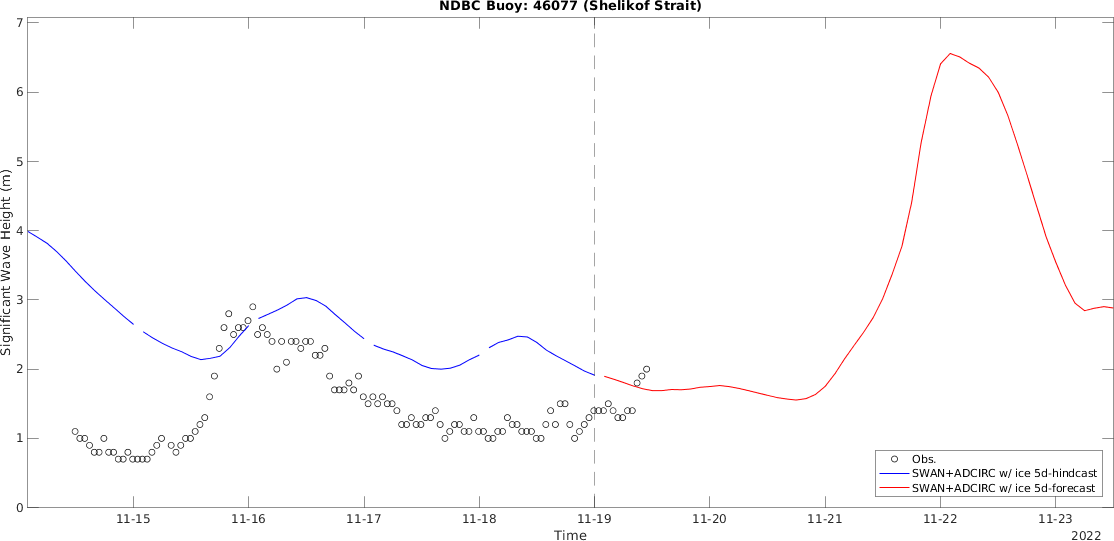 NDBC Buoy: 46077 (Shelikof Strait)
7
6
5
4
3
2
1
0
Significant Wave Height (m)
Obs.
SWAN+ADCIRC w/ ice 5d-hindcast
SWAN+ADCIRC w/ ice 5d-forecast
11-15 11-16 11-17 11-18 11-19 11-20 11-21 11-22 11-23
Time
2022